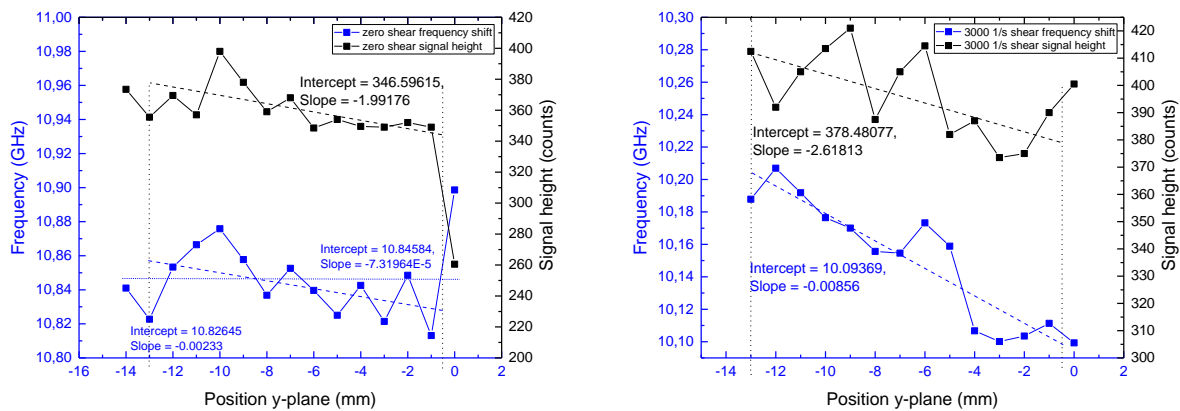 11,00
10,98
10,96
10,94
10,92
10,90
10,88
10,86
10,84
10,82
10,80
Frequency (GHz)
zero shear frequency shift
zero shear signal height
Intercept = 346.59615,
Slope = -1.99176
Intercept = 10.84584,
Slope = -7.31964E-5
Intercept = 10.82645
Slope = -0.00233
420
400
380
360
340
320
300
280
260
240
220
200
Signal height (counts)
-16 -14 -12 -10 -8 -6 -4 -2 0 2
Position y-plane (mm)
10,30
10,28
10,26
10,24
10,22
10,20
10,18
10,16
10,14
10,12
10,10
Frequency (GHz)
3000 1/s shear frequency shift
3000 1/s shear signal height
Intercept = 378.48077,
Slope = -2.61813
Intercept = 10.09369,
Slope = -0.00856
420
410
400
390
380
370
360
350
340
330
320
310
300
Signal height (counts)
-14 -12 -10 -8 -6 -4 -2 0 2
Position y-plane (mm)